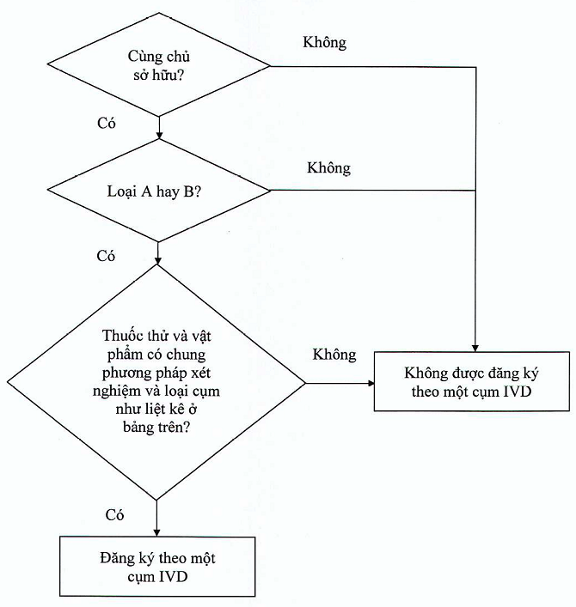 Cùng chủ
sở hữu?
Không
Có
Loại A hay B?
Không
Có
Thuốc thử và vật
phẩm có chung
phương pháp xét
nghiệm và loại cụm
như liệt kê ở
bảng trên?
Không
Không được đăng ký
theo một cụm IVD
Có
Đăng ký theo một
cụm IVD